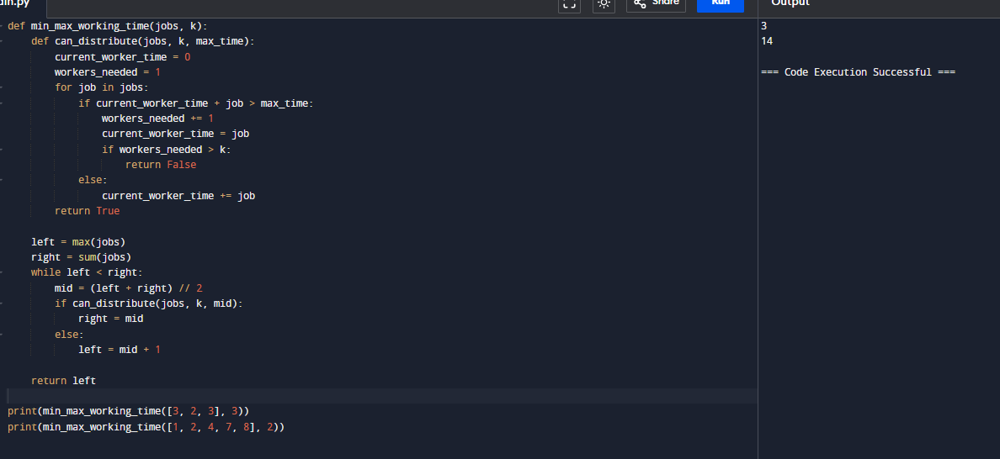 main.py
Share
Run
Output
def min_max_working_time(jobs, k):
    def can_distribute(jobs, k, max_time):
        current_worker_time = 0
        workers_needed = 1
        for job in jobs:
            if current_worker_time + job > max_time:
                workers_needed += 1
                current_worker_time = job
                if workers_needed > k:
                    return False
            else:
                current_worker_time += job
        return True

    left = max(jobs)
    right = sum(jobs)
    while left < right:
        mid = (left + right) // 2
        if can_distribute(jobs, k, mid):
            right = mid
        else:
            left = mid + 1

    return left

print(min_max_working_time([3, 2, 3], 3))
print(min_max_working_time([1, 2, 4, 7, 8], 2))
3
14
=== Code Execution Successful ===